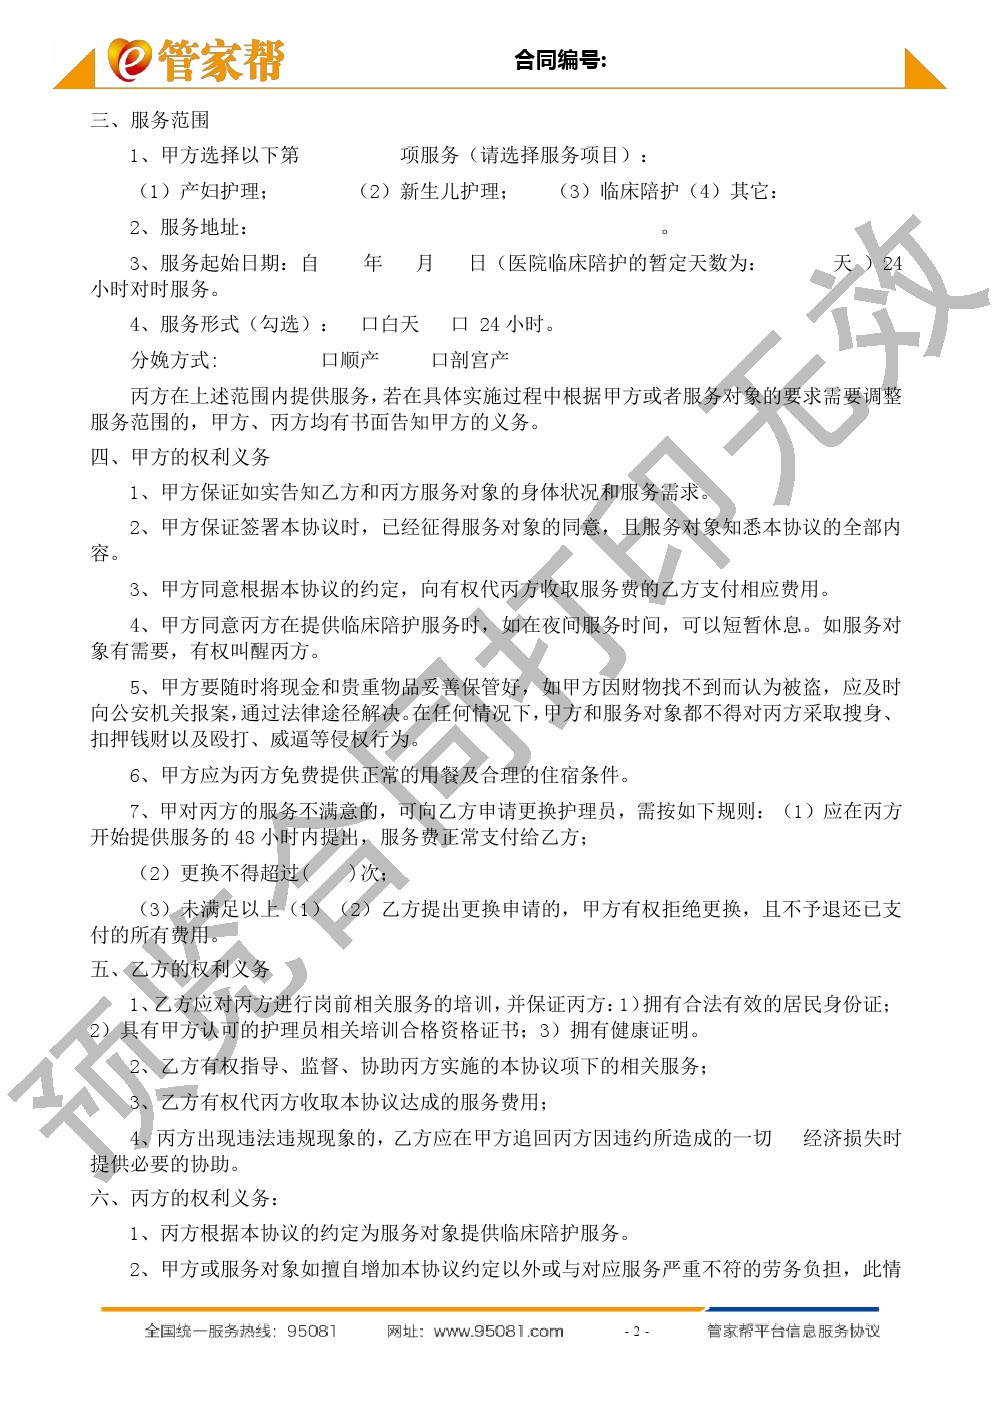 e管家帮
合同编号:
三、服务范围
1、甲方选择以下第 项服务（请选择服务项目）：
（1）产妇护理； （2）新生儿护理； （3）临床陪护（4）其它：
2、服务地址： 。
3、服务起始日期：自 年 月 日（医院临床陪护的暂定天数为： 天 ）24
小时对时服务。
4、服务形式（勾选）： 口白天 口 24小时。
分娩方式: 口顺产 口剖宫产
丙方在上述范围内提供服务，若在具体实施过程中根据甲方或者服务对象的要求需要调整
服务范围的，甲方、丙方均有书面告知甲方的义务。
四、甲方的权利义务
1、甲方保证如实告知乙方和丙方服务对象的身体状况和服务需求。
2、甲方保证签署本协议时，已经征得服务对象的同意，且服务对象知悉本协议的全部内
容。
3、甲方同意根据本协议的约定，向有权代丙方收取服务费的乙方支付相应费用。
4、甲方同意丙方在提供临床陪护服务时，如在夜间服务时间，可以短暂休息。如服务对
象有需要，有权叫醒丙方。
5、甲方要随时将现金和贵重物品妥善保管好，如甲方因财物找不到而认为被盗，应及时
向公安机关报案，通过法律途径解决。在任何情况下，甲方和服务对象都不得对丙方采取搜身、
扣押钱财以及殴打、威逼等侵权行为。
6、甲方应为丙方免费提供正常的用餐及合理的住宿条件。
7、甲对丙方的服务不满意的，可向乙方申请更换护理员，需按如下规则：（1）应在丙方
开始提供服务的48小时内提出，服务费正常支付给乙方；
（2）更换不得超过( )次；
（3）未满足以上（1）（2）乙方提出更换申请的，甲方有权拒绝更换，且不予退还已支
付的所有费用。
五、乙方的权利义务
1、乙方应对丙方进行岗前相关服务的培训，并保证丙方：1）拥有合法有效的居民身份证；
2）具有甲方认可的护理员相关培训合格资格证书；3）拥有健康证明。
2、乙方有权指导、监督、协助丙方实施的本协议项下的相关服务；
3、乙方有权代丙方收取本协议达成的服务费用；
4、丙方出现违法违规现象的，乙方应在甲方追回丙方因违约所造成的一切 经济损失时
提供必要的协助。
六、丙方的权利义务：
1、丙方根据本协议的约定为服务对象提供临床陪护服务。
2、甲方或服务对象如擅自增加本协议约定以外或与对应服务严重不符的劳务负担，此情
全国统一服务热线：95081 网址：www.95081.com - 2 - 管家帮平台信息服务协议
预览合同打印无效